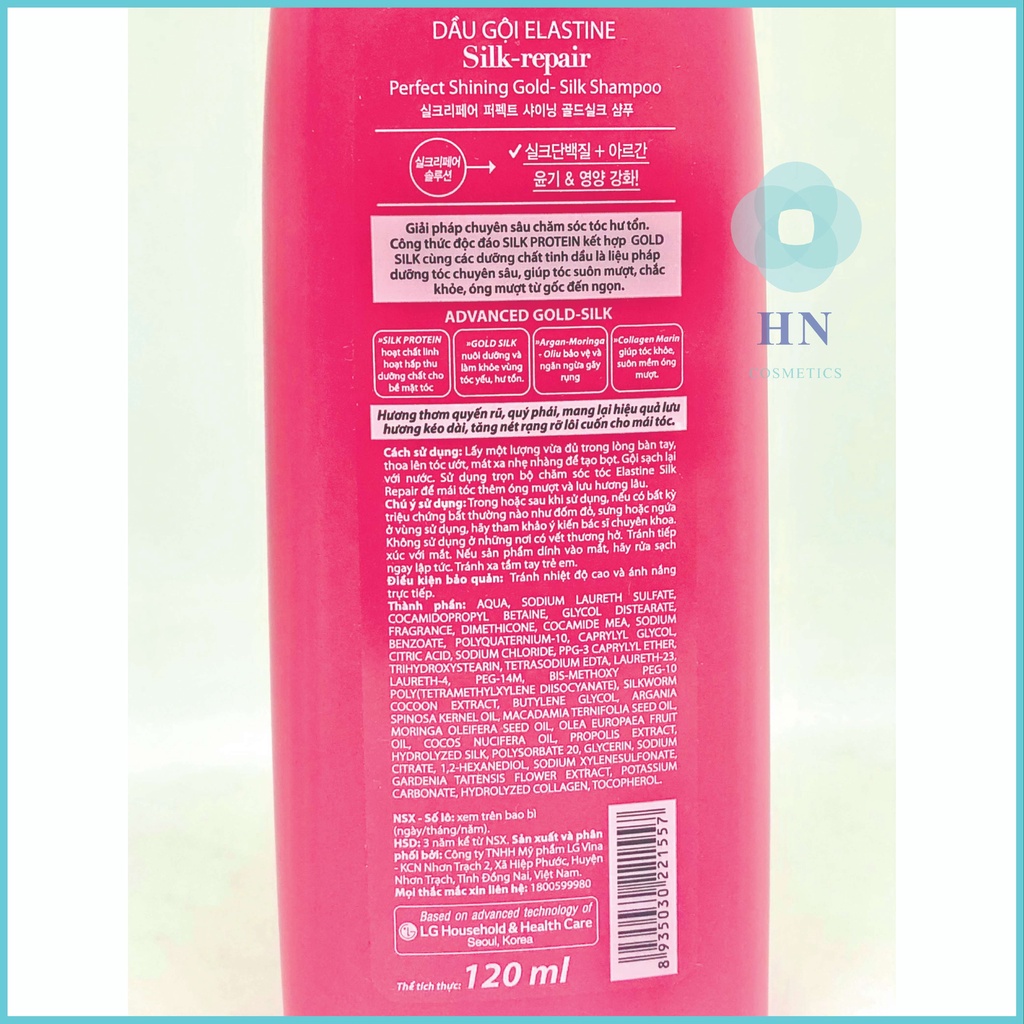 DẦU GỘI ELASTINE
Silk-repair
Perfect Shining Gold- Silk Shampoo
실크리페어 퍼펙트 샤이닝 골드실크 샴푸
실크리페어
솔루션
✓ 실크단백질 + 아르간
윤기 & 영양 강화!
Giải pháp chuyên sâu chăm sóc tóc hư tổn.
Công thức độc đáo SILK PROTEIN kết hợp GOLD
SILK cùng các dưỡng chất tinh dầu là liệu pháp
dưỡng tóc chuyên sâu, giúp tóc suôn mượt, chắc
khỏe, óng mượt từ gốc đến ngọn.
ADVANCED GOLD-SILK
»SILK PROTEIN
hoạt chất linh
hoạt hấp thu
dưỡng chất cho
bề mặt tóc
»GOLD SILK
nuôi dưỡng và
làm khỏe vùng
tóc yếu, hư tổn.
»Argan-Moringa
- Oliu bảo vệ và
ngăn ngừa gãy
rụng
»Collagen Marin
giúp tóc khỏe,
suôn mềm óng
mượt.
Hương thơm quyến rũ, quý phái, mang lại hiệu quả lưu
hương kéo dài, tăng nét rạng rỡ lôi cuốn cho mái tóc.
Cách sử dụng: Lấy một lượng vừa đủ trong lòng bàn tay,
thoa lên tóc ướt, mát xa nhẹ nhàng để tạo bọt. Gội sạch lại
với nước. Sử dụng trọn bộ chăm sóc tóc Elastine Silk
Repair để mái tóc thêm óng mượt và lưu hương lâu.
Chú ý sử dụng: Trong hoặc sau khi sử dụng, nếu có bất kỳ
triệu chứng bất thường nào như đốm đỏ, sưng hoặc ngứa
ở vùng sử dụng, hãy tham khảo ý kiến bác sĩ chuyên khoa.
Không sử dụng ở những nơi có vết thương hở. Tránh tiếp
xúc với mắt. Nếu sản phẩm dính vào mắt, hãy rửa sạch
ngay lập tức. Tránh xa tầm tay trẻ em.
Điều kiện bảo quản: Tránh nhiệt độ cao và ánh nắng
trực tiếp.
Thành phần: AQUA, SODIUM LAURETH SULFATE,
COCAMIDOPROPYL BETAINE, GLYCOL DISTEARATE,
FRAGRANCE, DIMETHICONE, COCAMIDE MEA, SODIUM
BENZOATE, POLYQUATERNIUM-10, CAPRYLYL GLYCOL,
CITRIC ACID, SODIUM CHLORIDE, PPG-3 CAPRYLYL ETHER,
TRIHYDROXYSTEARIN, TETRASODIUM EDTA, LAURETH-23,
LAURETH-4, PEG-14M, BIS-METHOXY PEG-10
POLY(TETRAMETHYLXYLENE DIISOCYANATE), SILKWORM
COCOON EXTRACT, BUTYLENE GLYCOL, ARGANIA
SPINOSA KERNEL OIL, MACADAMIA TERNIFOLIA SEED OIL,
MORINGA OLEIFERA SEED OIL, OLEA EUROPAEA FRUIT
OIL, COCOS NUCIFERA OIL, PROPOLIS EXTRACT,
HYDROLYZED SILK, POLYSORBATE 20, GLYCERIN, SODIUM
CITRATE, 1,2-HEXANEDIOL, SODIUM XYLENESULFONATE,
GARDENIA TAITENSIS FLOWER EXTRACT, POTASSIUM
CARBONATE, HYDROLYZED COLLAGEN, TOCOPHEROL.
NSX - Số lô: xem trên bao bì
(ngày/tháng/năm).
HSD: 3 năm kể từ NSX. Sản xuất và phân
phối bởi: Công ty TNHH Mỹ phẩm LG Vina
- KCN Nhơn Trạch 2, Xã Hiệp Phước, Huyện
Nhơn Trạch, Tỉnh Đồng Nai, Việt Nam.
Mọi thắc mắc xin liên hệ: 1800599980
Based on advanced technology of
LG Household & Health Care
Seoul, Korea
Thể tích thực: 120 ml
8 935030 221557
HN
COSMETICS